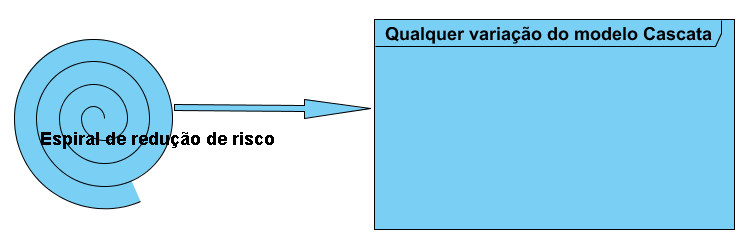 Qualquer variação do modelo Cascata
Espiral de redução de risco